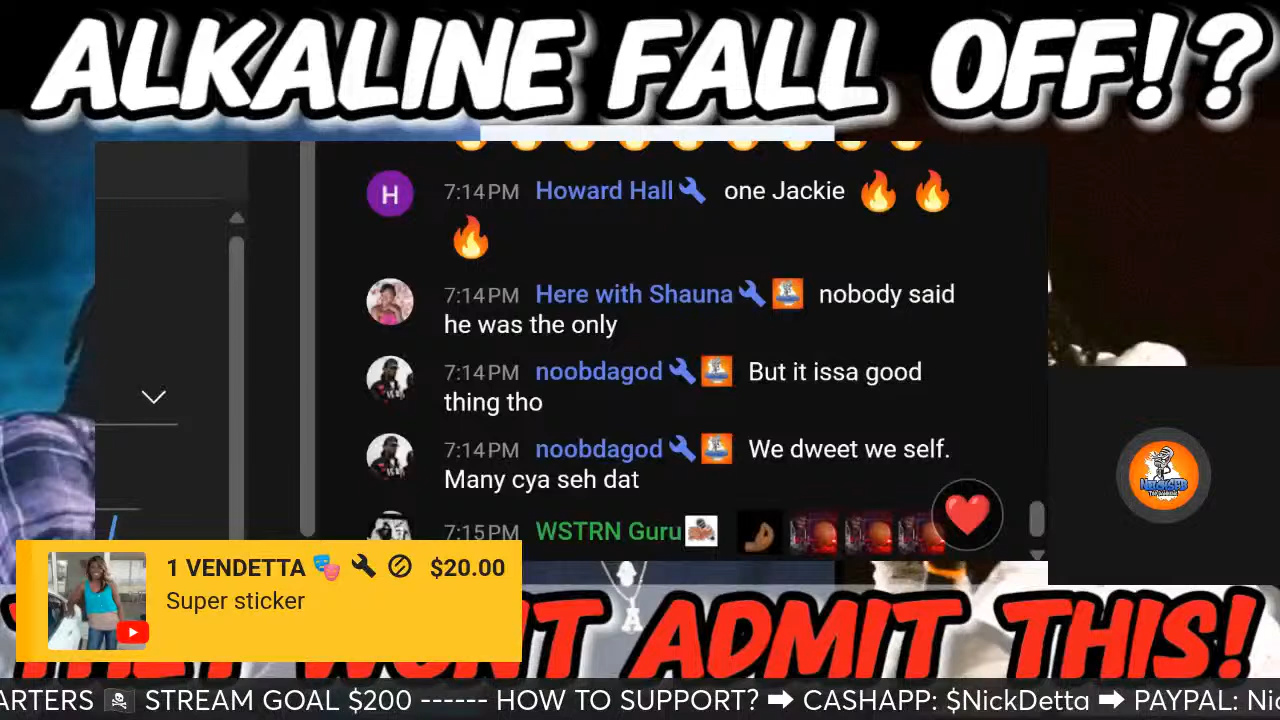 ALKALINE FALL OFF!?
H 7:14 PM Howard Hall one Jackie
7:14 PM Here with Shauna nobody said
he was the only
7:14 PM noobdagod But it issa good
thing tho
7:14 PM noobdagod We dweet we self.
Many cya seh dat
7:15 PM WSTRN Guru
1 VENDETTA $20.00
Super sticker
ADMIT THIS!
ARTERS STREAM GOAL $200 ------ HOW TO SUPPORT? ➡ CASHAPP: $NickDetta ➡ PAYPAL: